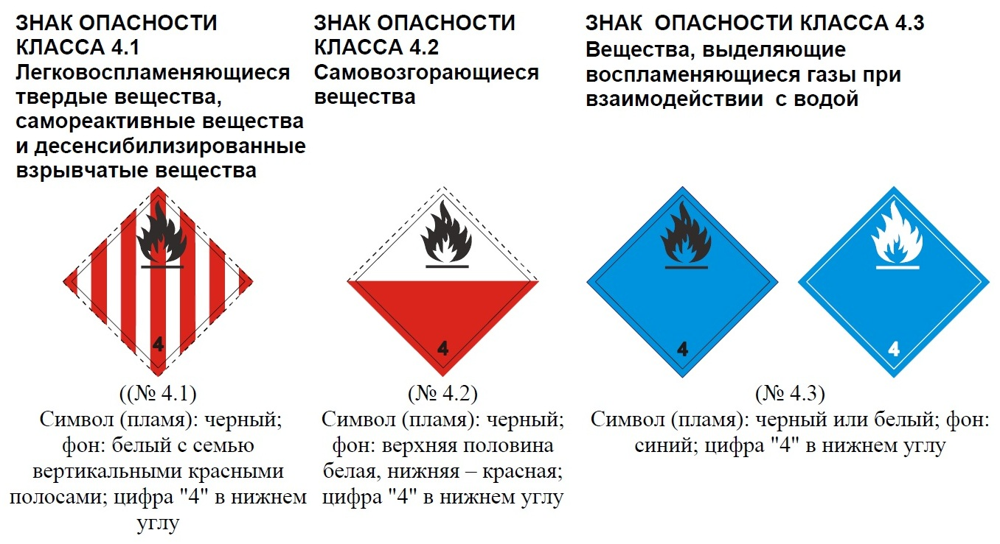 ЗНАК ОПАСНОСТИ
КЛАССА 4.1
Легковоспламеняющиеся
твердые вещества,
самореактивные вещества
и десенсибилизированные
взрывчатые вещества
4
((№ 4.1)
Символ (пламя): черный;
фон: белый с семью
вертикальными красными
полосами; цифра "4" в нижнем
углу
ЗНАК ОПАСНОСТИ
КЛАССА 4.2
Самовозгорающиеся
вещества
4
(№ 4.2)
Символ (пламя): черный;
фон: верхняя половина
белая, нижняя – красная;
цифра "4" в нижнем углу
ЗНАК  ОПАСНОСТИ КЛАССА 4.3
Вещества, выделяющие
воспламеняющиеся газы при
взаимодействии  с водой
4
4
(№ 4.3)
Символ (пламя): черный или белый; фон:
синий; цифра "4" в нижнем углу